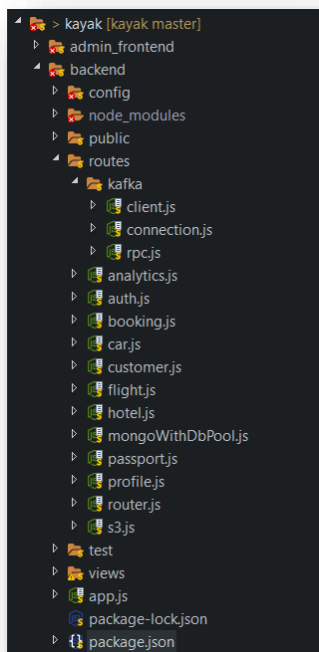 > kayak [kayak master]
admin_frontend
backend
config
node_modules
public
routes
kafka
client.js
connection.js
rpc.js
analytics.js
auth.js
booking.js
car.js
customer.js
flight.js
hotel.js
mongoWithDbPool.js
passport.js
profile.js
router.js
s3.js
test
views
app.js
package-lock.json
package.json